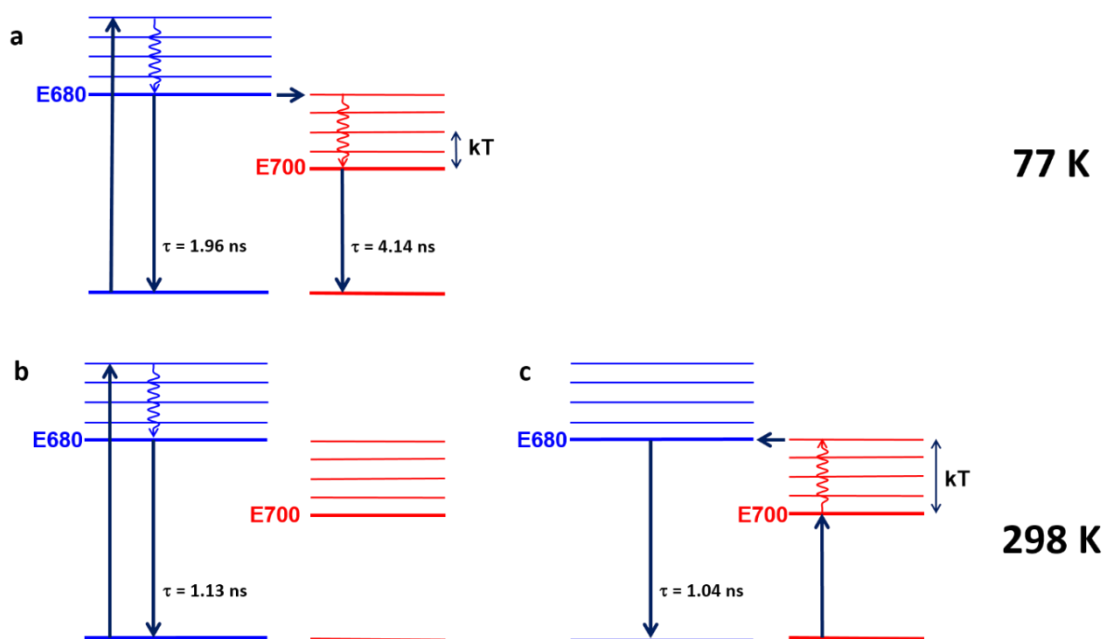 a
E680
E700
kT
77 K
τ = 1.96 ns
τ = 4.14 ns
b
c
E680
E680
E700
E700
kT
298 K
τ = 1.13 ns
τ = 1.04 ns